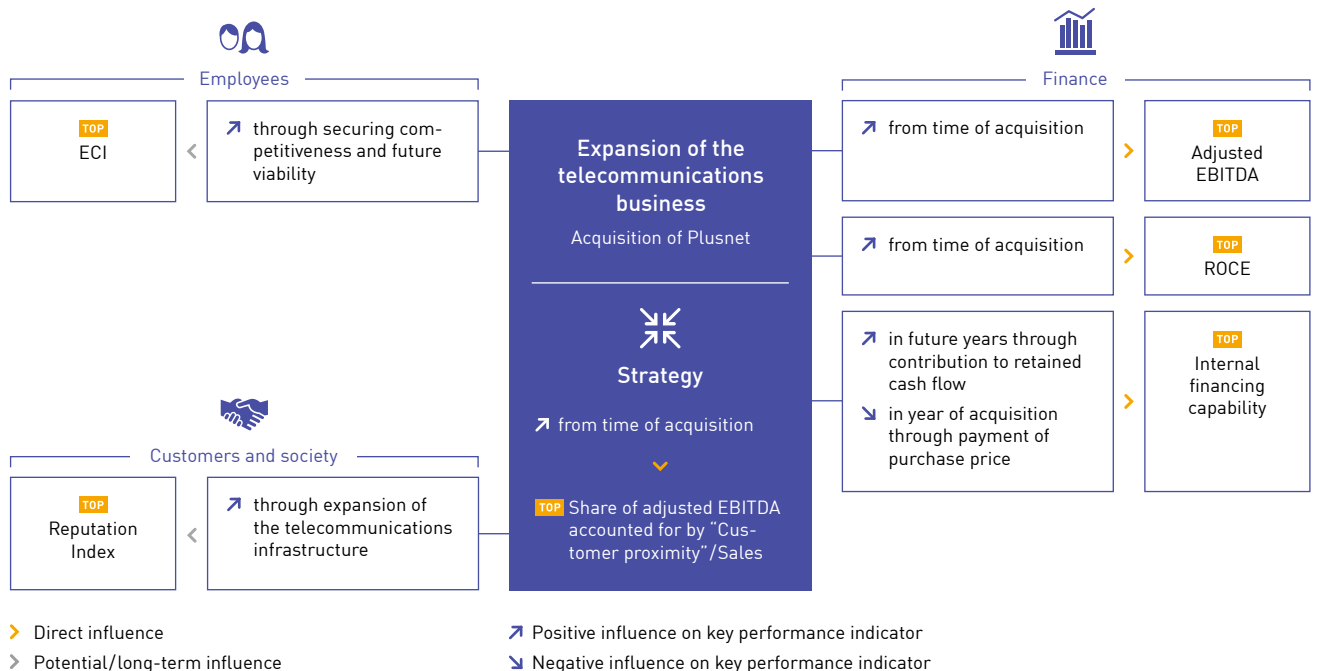 Employees
TOP
ECI
through securing com-
petitiveness and future
viability
Customers and society
TOP
Reputation
Index
through expansion of
the telecommunications
infrastructure
Expansion of the
telecommunications
business
Acquisition of Plusnet
Strategy
from time of acquisition
TOP Share of adjusted EBITDA
accounted for by “Cus-
tomer proximity”/Sales
Finance
from time of acquisition
TOP
Adjusted
EBITDA
from time of acquisition
TOP
ROCE
in future years through
contribution to retained
cash flow
in year of acquisition
through payment of
purchase price
TOP
Internal
financing
capability
Direct influence
Potential/long-term influence
Positive influence on key performance indicator
Negative influence on key performance indicator